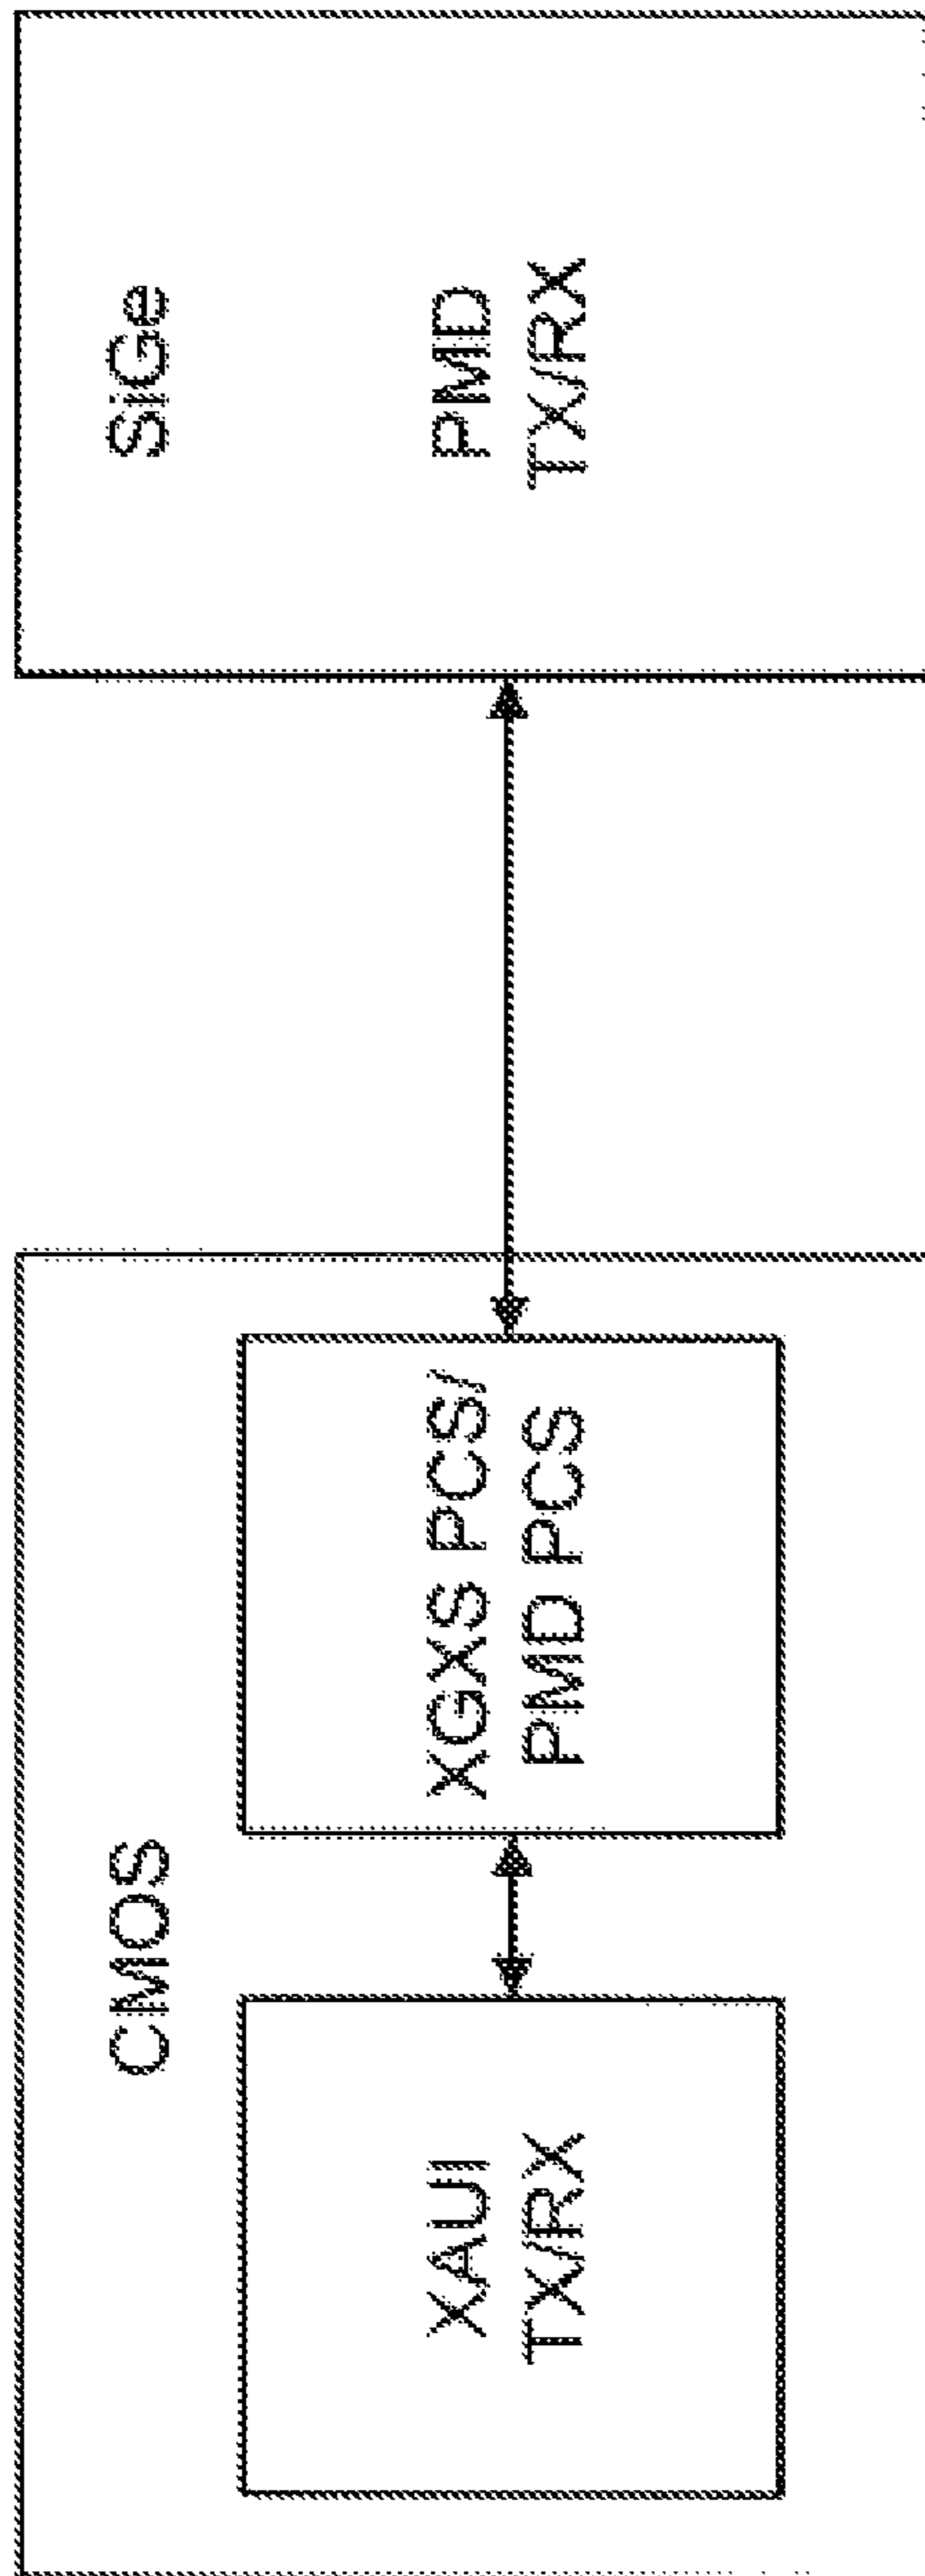 CMOS
XAUI
TX/RX
XGXS PCS/
PMD PCS
SiGe
PMD
TX/RX